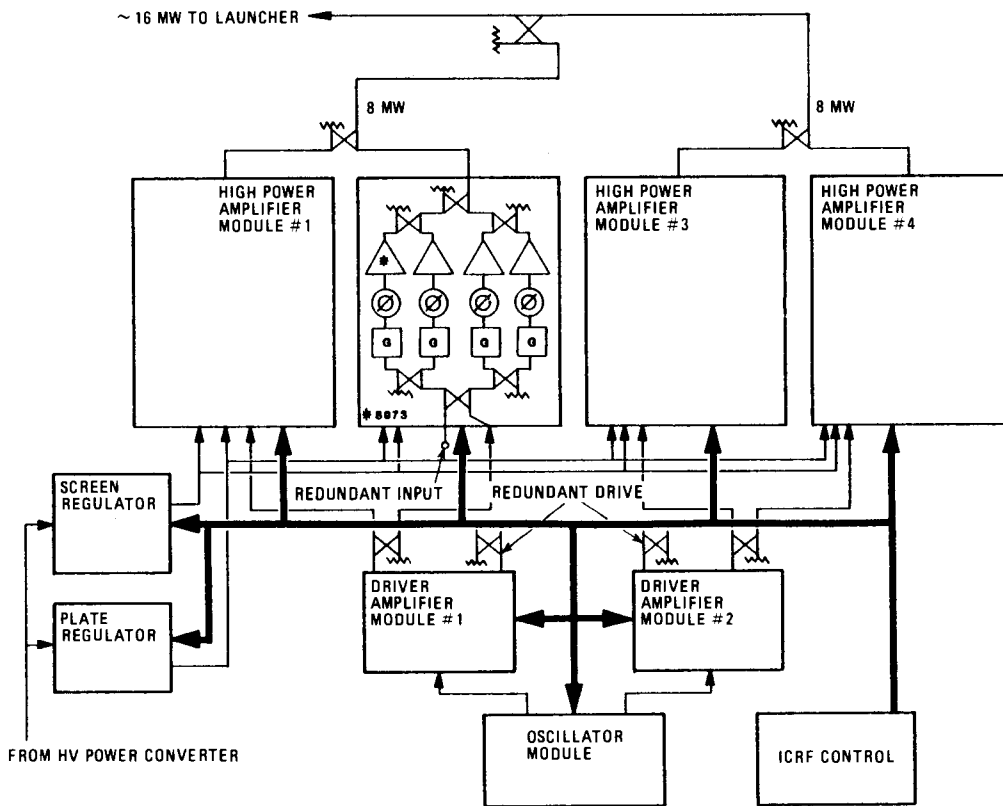 ~ 16 MW TO LAUNCHER
8 MW
8 MW
HIGH POWER
AMPLIFIER
MODULE #1
HIGH POWER
AMPLIFIER
MODULE #3
HIGH POWER
AMPLIFIER
MODULE #4
*
Ø Ø Ø Ø
G G G G
* 8973
SCREEN
REGULATOR
REDUNDANT INPUT
REDUNDANT DRIVE
PLATE
REGULATOR
DRIVER
AMPLIFIER
MODULE #1
DRIVER
AMPLIFIER
MODULE #2
FROM HV POWER CONVERTER
OSCILLATOR
MODULE
ICRF CONTROL